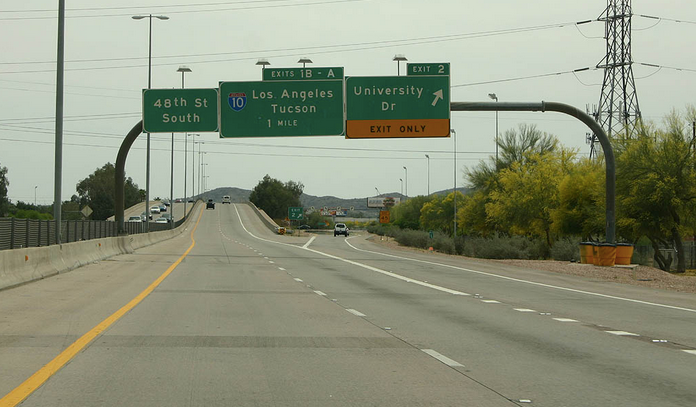 48th St
South
EXITS 1B - A
10
Los Angeles
Tucson
1 MILE
EXIT 2
University
Dr
EXIT ONLY